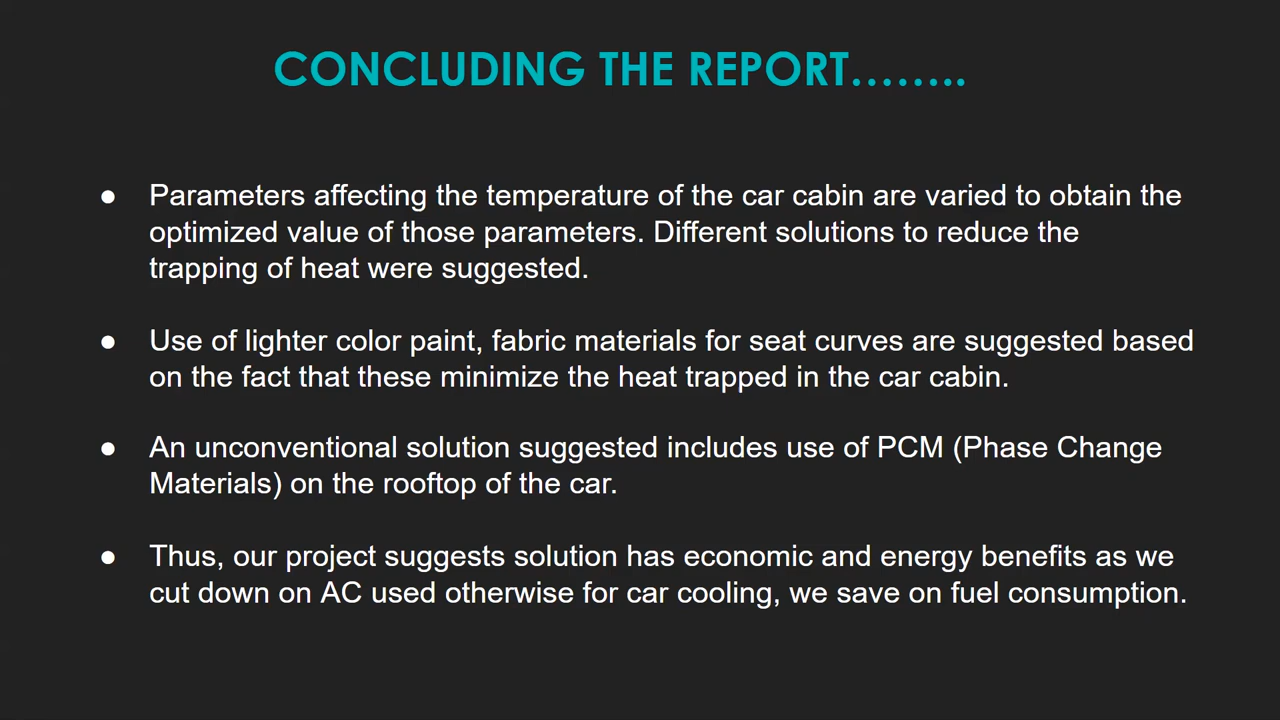 CONCLUDING THE REPORT........
● Parameters affecting the temperature of the car cabin are varied to obtain the
optimized value of those parameters. Different solutions to reduce the
trapping of heat were suggested.
● Use of lighter color paint, fabric materials for seat curves are suggested based
on the fact that these minimize the heat trapped in the car cabin.
● An unconventional solution suggested includes use of PCM (Phase Change
Materials) on the rooftop of the car.
● Thus, our project suggests solution has economic and energy benefits as we
cut down on AC used otherwise for car cooling, we save on fuel consumption.